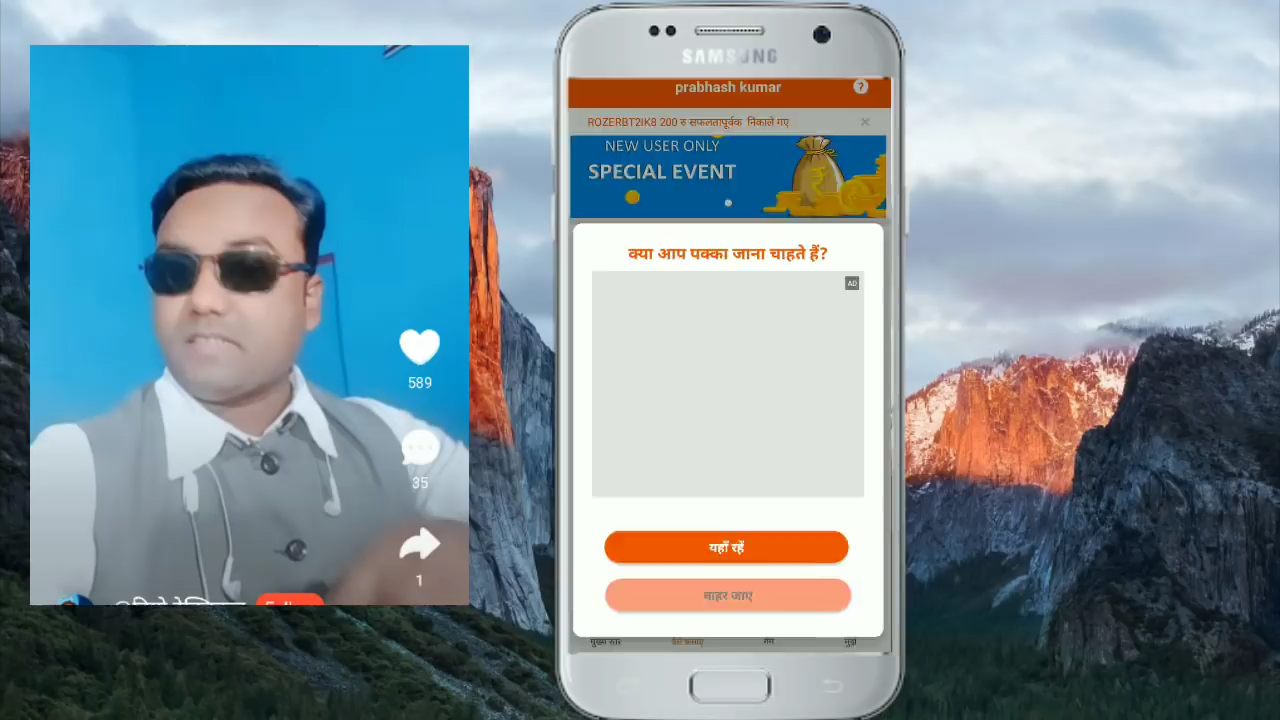 589
35
1
SAMSUNG
prabhash kumar
?
ROZERBT2IK8 200 रु सफलतापूर्वक निकाले गए
NEW USER ONLY
SPECIAL EVENT
क्या आप पक्का जाना चाहते हैं?
AD
यहाँ रहें
बाहर जाए